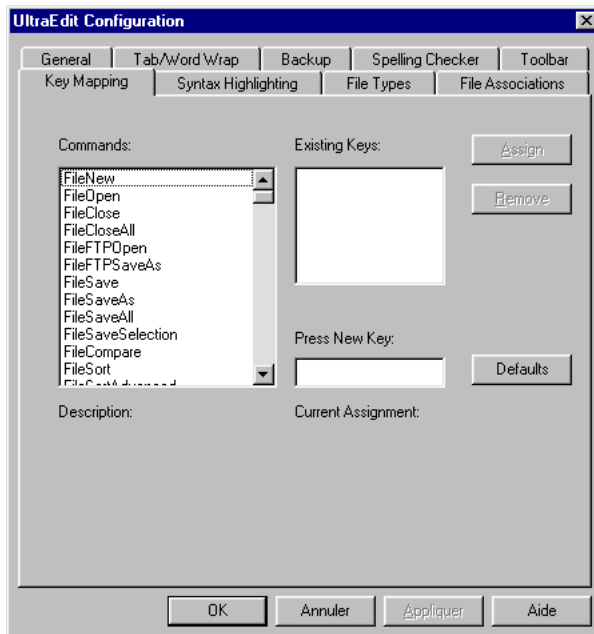 UltraEdit Configuration
General Tab/Word Wrap Backup Spelling Checker Toolbar
Key Mapping Syntax Highlighting File Types File Associations
Commands: Existing Keys:
Assign
FileNew
FileOpen
Remove
FileClose
FileCloseAll
FileFTPOpen
FileFTPSaveAs
FileSave
FileSaveAs
FileSaveAll
FileSaveSelection
Press New Key:
FileCompare
FileSort
Defaults
FileSortAdvanced
Description: Current Assignment:
OK Annuler Appliquer Aide